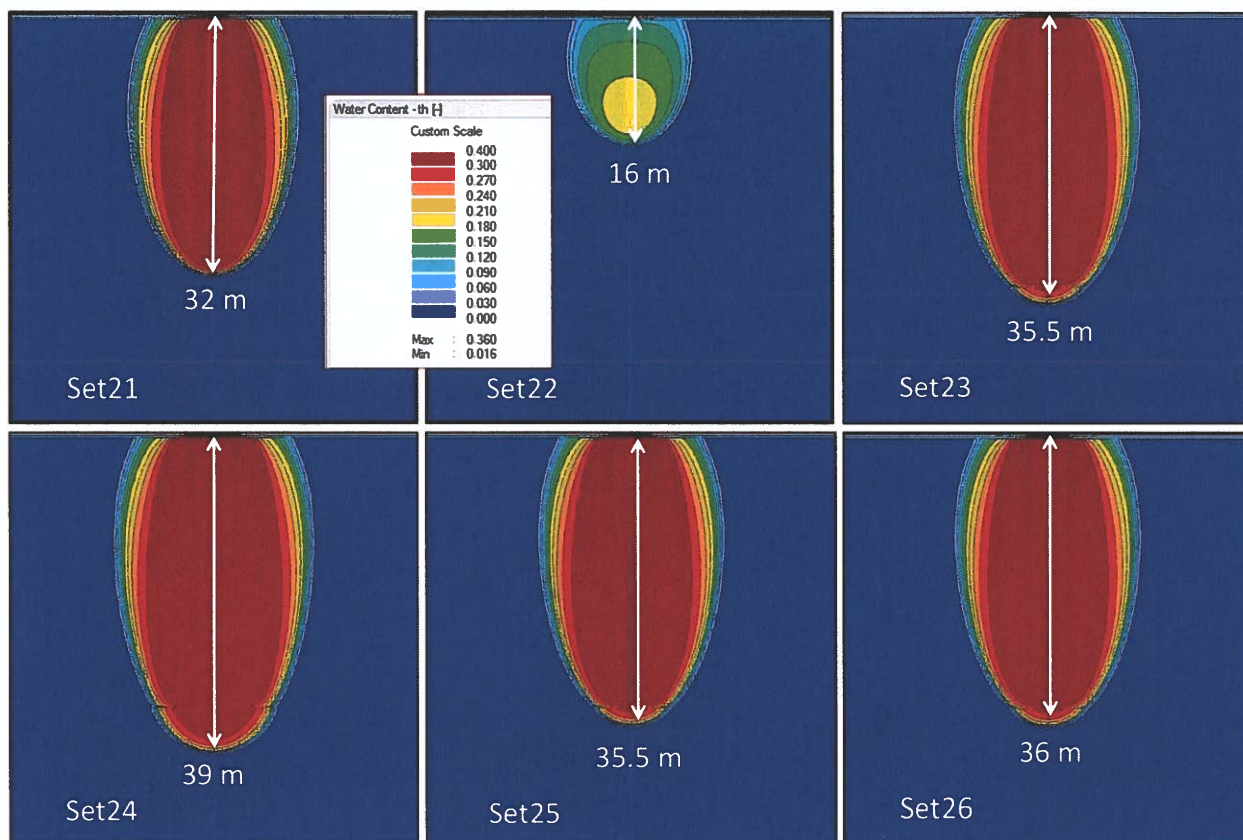 Water Content - th [-]
Custom Scale
0.400
0.300
0.270
0.240
0.210
0.180
0.150
0.120
0.090
0.060
0.030
0.000
Max : 0.360
Min : 0.016
32 m
Set21
16 m
Set22
35.5 m
Set23
39 m
Set24
35.5 m
Set25
36 m
Set26